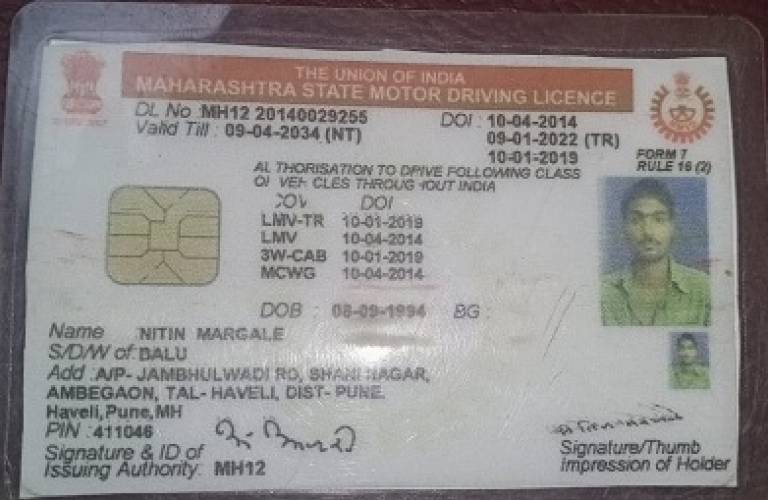 THE UNION OF INDIA
MAHARASHTRA STATE MOTOR DRIVING LICENCE
DL No :MH12 20140029255 DOI : 10-04-2014
Valid Till : 09-04-2034 (NT) 09-01-2022 (TR)
10-01-2019
FORM 7
RULE 16 (2)
AUTHORISATION TO DRIVE FOLLOWING CLASS
OF VEHICLES THROUGHOUT INDIA
COV DOI
LMV-TR 10-01-2019
LMV 10-04-2014
3W-CAB 10-01-2019
MCWG 10-04-2014
DOB : 08-09-1994 BG :
Name :NITIN MARGALE
S/D/W of:BALU
Add :A/P- JAMBHULWADI RD, SHANI NAGAR,
AMBEGAON, TAL- HAVELI, DIST- PUNE.
Haveli,Pune,MH
PIN :411046
Signature & ID of
Issuing Authority: MH12
Signature/Thumb
Impression of Holder